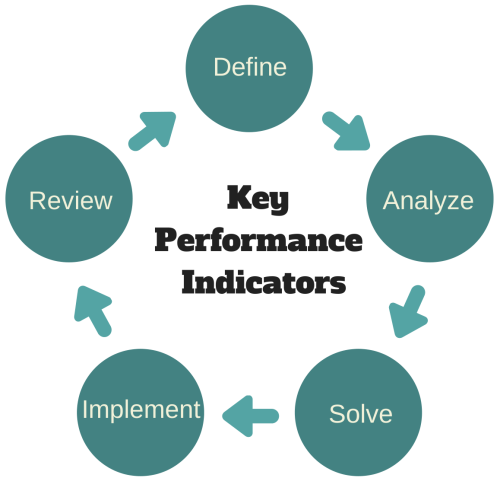 Define
Analyze
Solve
Implement
Review
Key
Performance
Indicators